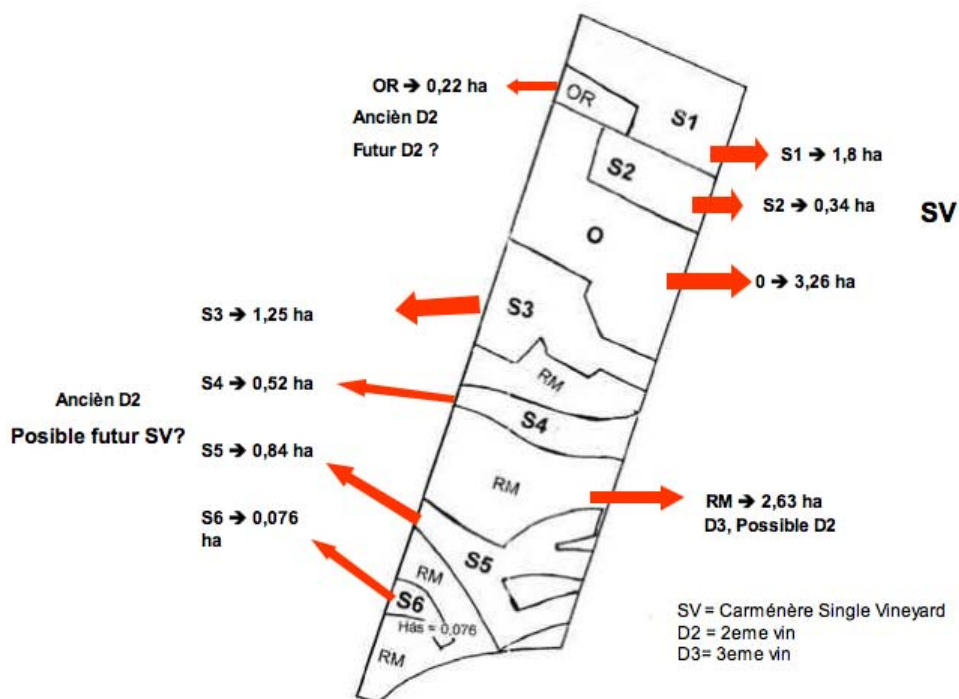 OR → 0,22 ha
Ancièn D2
Futur D2 ?
OR
S1
S1 → 1,8 ha
S2
S2 → 0,34 ha
SV
O
0 → 3,26 ha
S3 → 1,25 ha
S3
RM
S4 → 0,52 ha
S4
Ancièn D2
Posible futur SV?
S5 → 0,84 ha
RM
RM → 2,63 ha
D3, Possible D2
S6 → 0,076
ha
S5
RM
S6
Hás = 0,076
RM
SV = Carménère Single Vineyard
D2 = 2eme vin
D3= 3eme vin